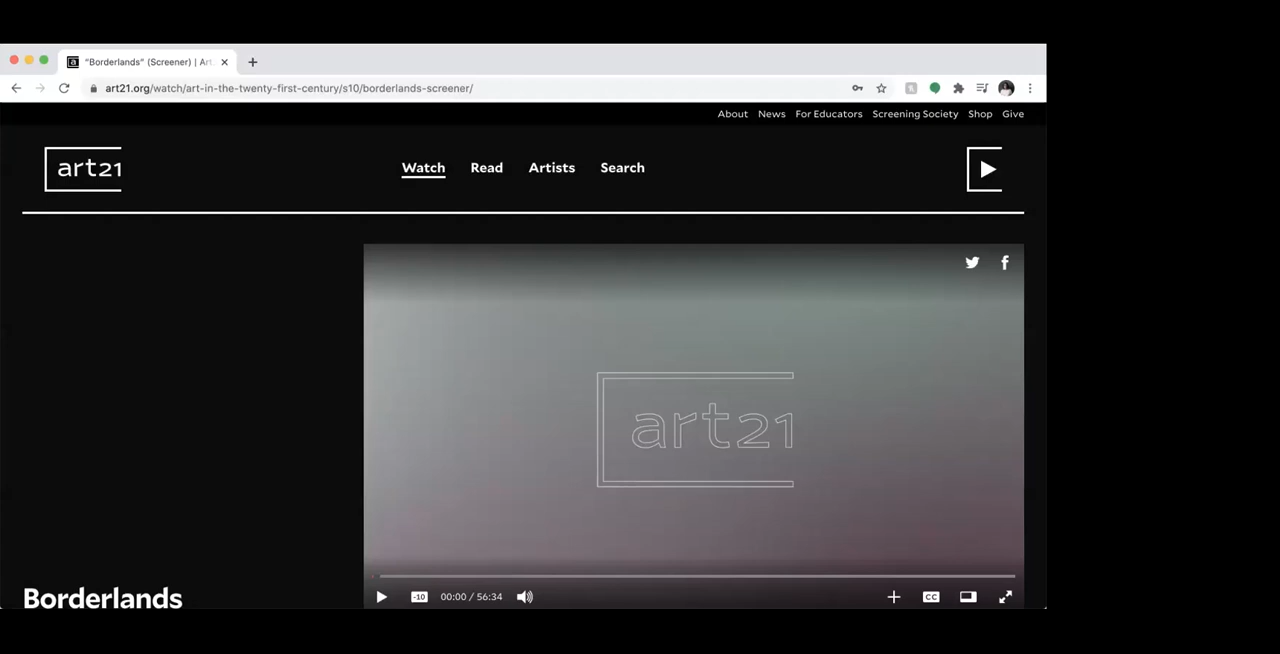 "Borderlands" (Screener) | Art
art21.org/watch/art-in-the-twenty-first-century/s10/borderlands-screener/
About News For Educators Screening Society Shop Give
art21
Watch Read Artists Search
art21
Borderlands
-10 00:00 / 56:34 CC